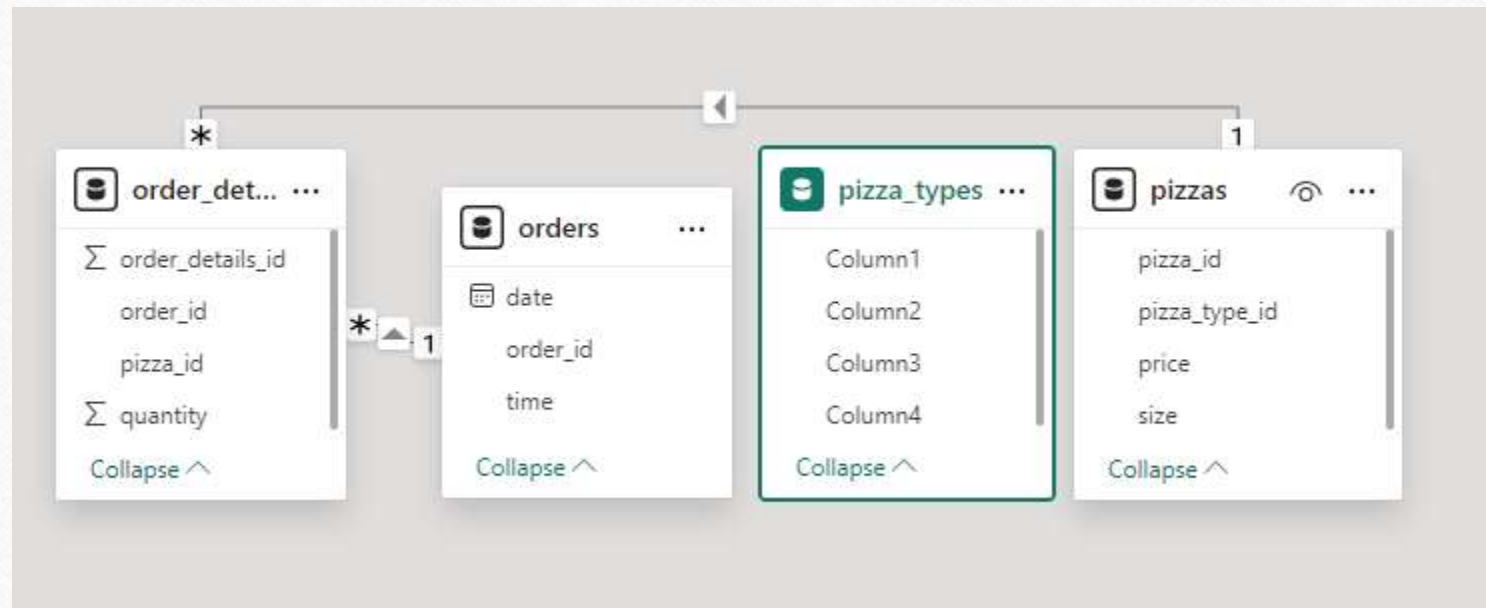 *
1
order_det... ...
order_details_id
order_id
pizza_id
quantity
Collapse
*
1
orders ...
date
order_id
time
Collapse
pizza_types ...
Column1
Column2
Column3
Column4
Collapse
pizzas ...
pizza_id
pizza_type_id
price
size
Collapse